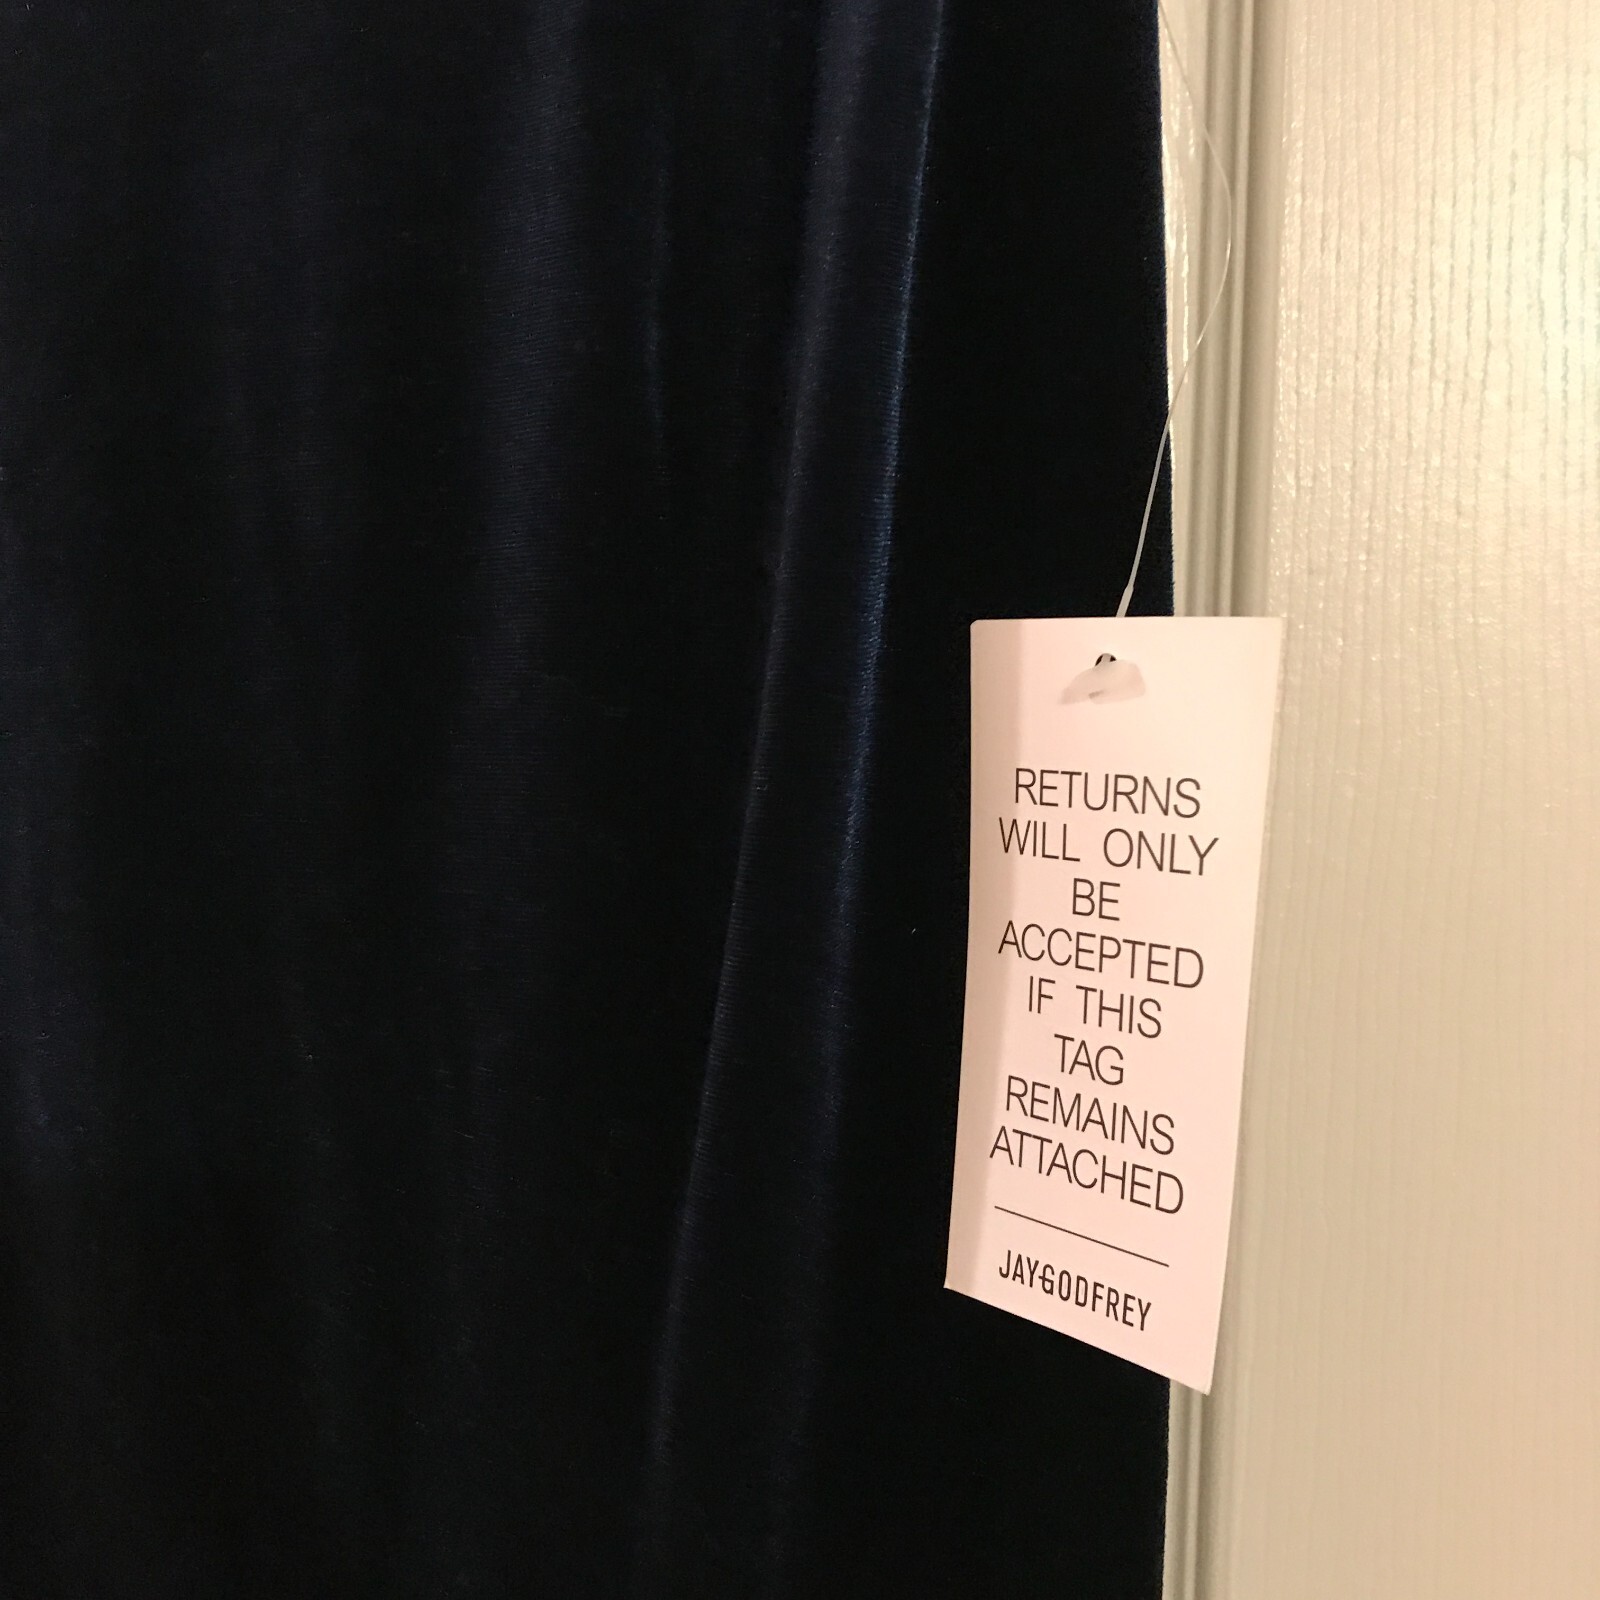 RETURNS
WILL ONLY
BE
ACCEPTED
IF THIS
TAG
REMAINS
ATTACHED
JAYGODFREY